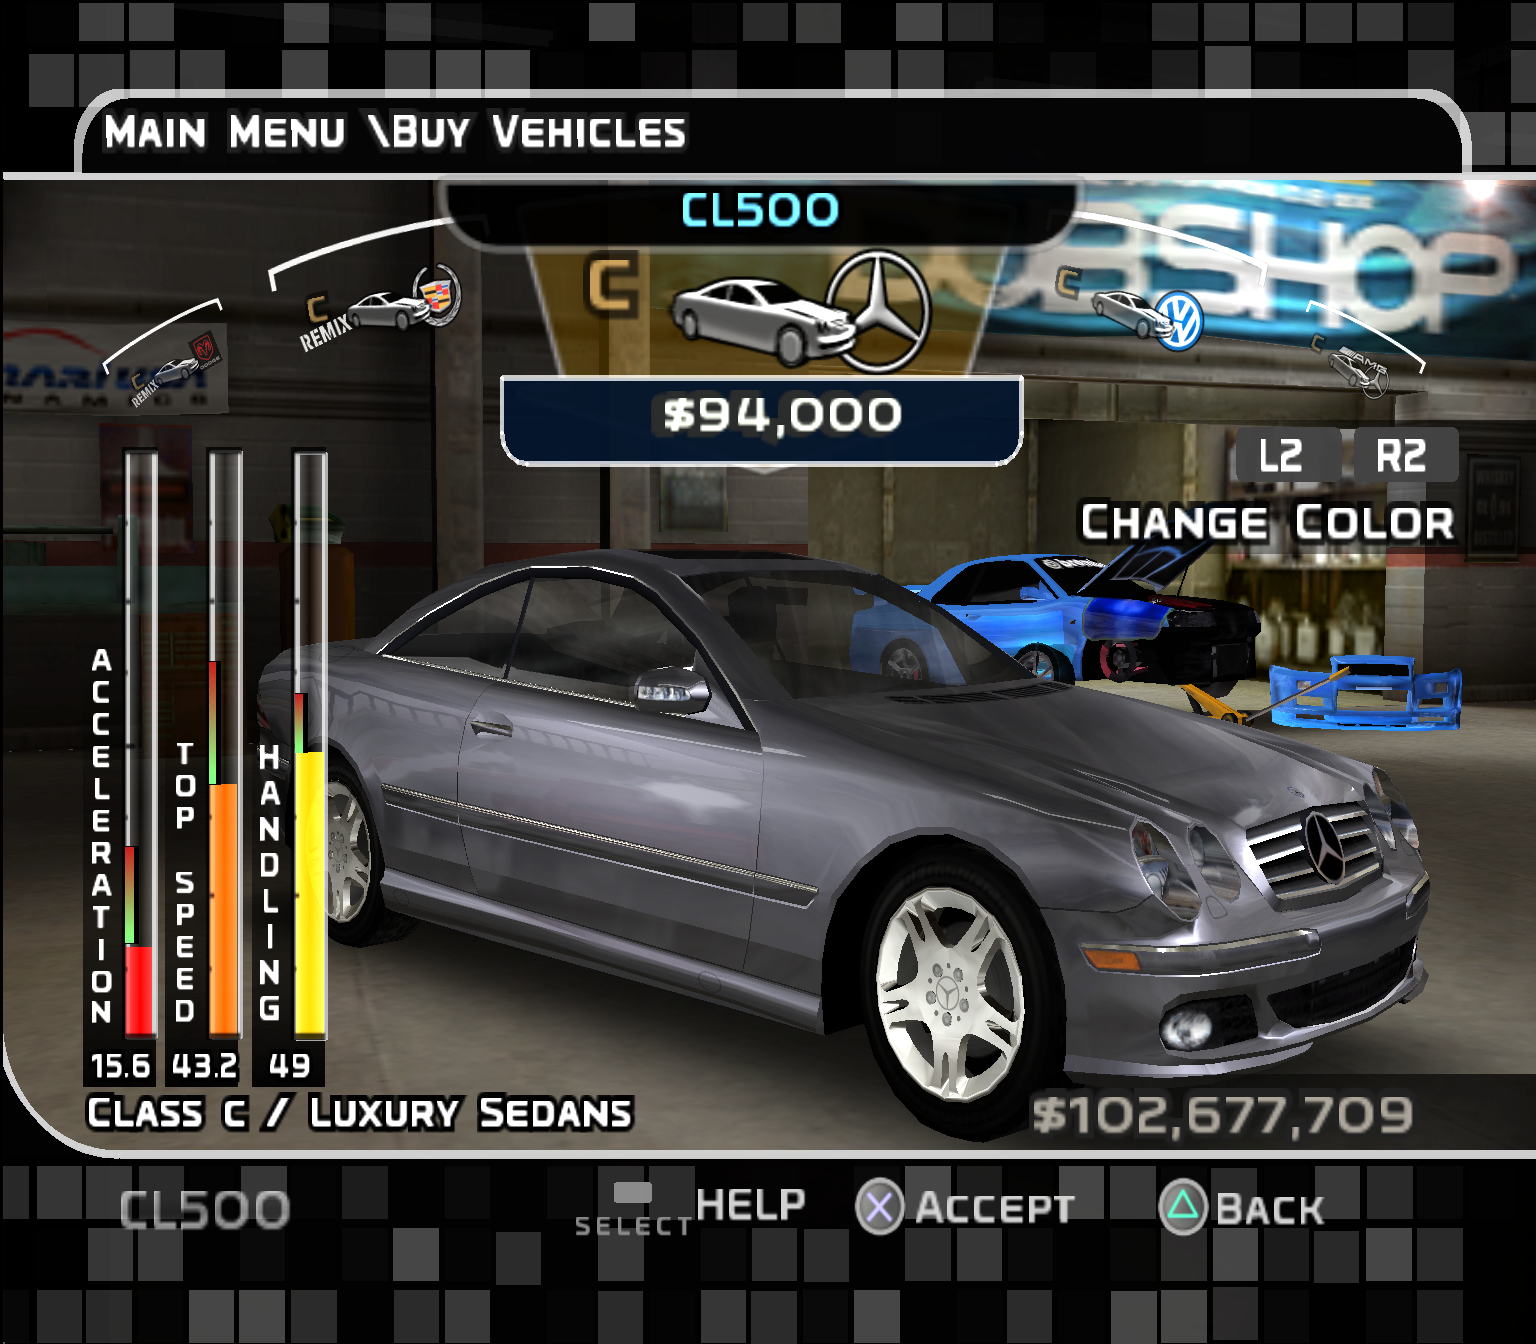 MAIN MENU \BUY VEHICLES
CL500
C
C
REMIX
C
C
REMIX
C
AMG
$94,000
L2 R2
CHANGE COLOR
ACCELERATION
TOP SPEED
HANDLING
15.6 43.2 49
CLASS C / LUXURY SEDANS
$102,677,709
CL500
SELECT HELP ACCEPT BACK